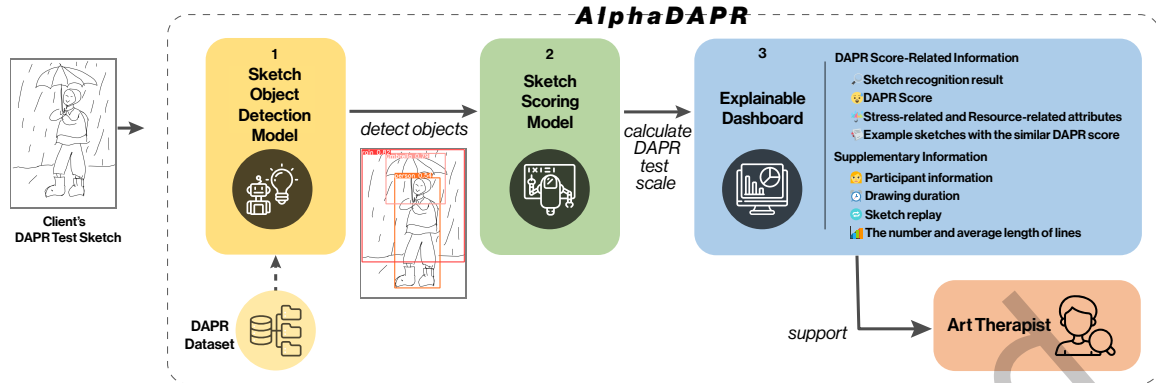 AlphaDAPR
Client's
DAPR Test Sketch
1
Sketch
Object
Detection
Model
DAPR
Dataset
detect objects
person 0.94
2
Sketch
Scoring
Model
calculate
DAPR
test
scale
3
Explainable
Dashboard
DAPR Score-Related Information
Sketch recognition result
DAPR Score
Stress-related and Resource-related attributes
Example sketches with the similar DAPR score
Supplementary Information
Participant information
Drawing duration
Sketch replay
The number and average length of lines
support
Art Therapist